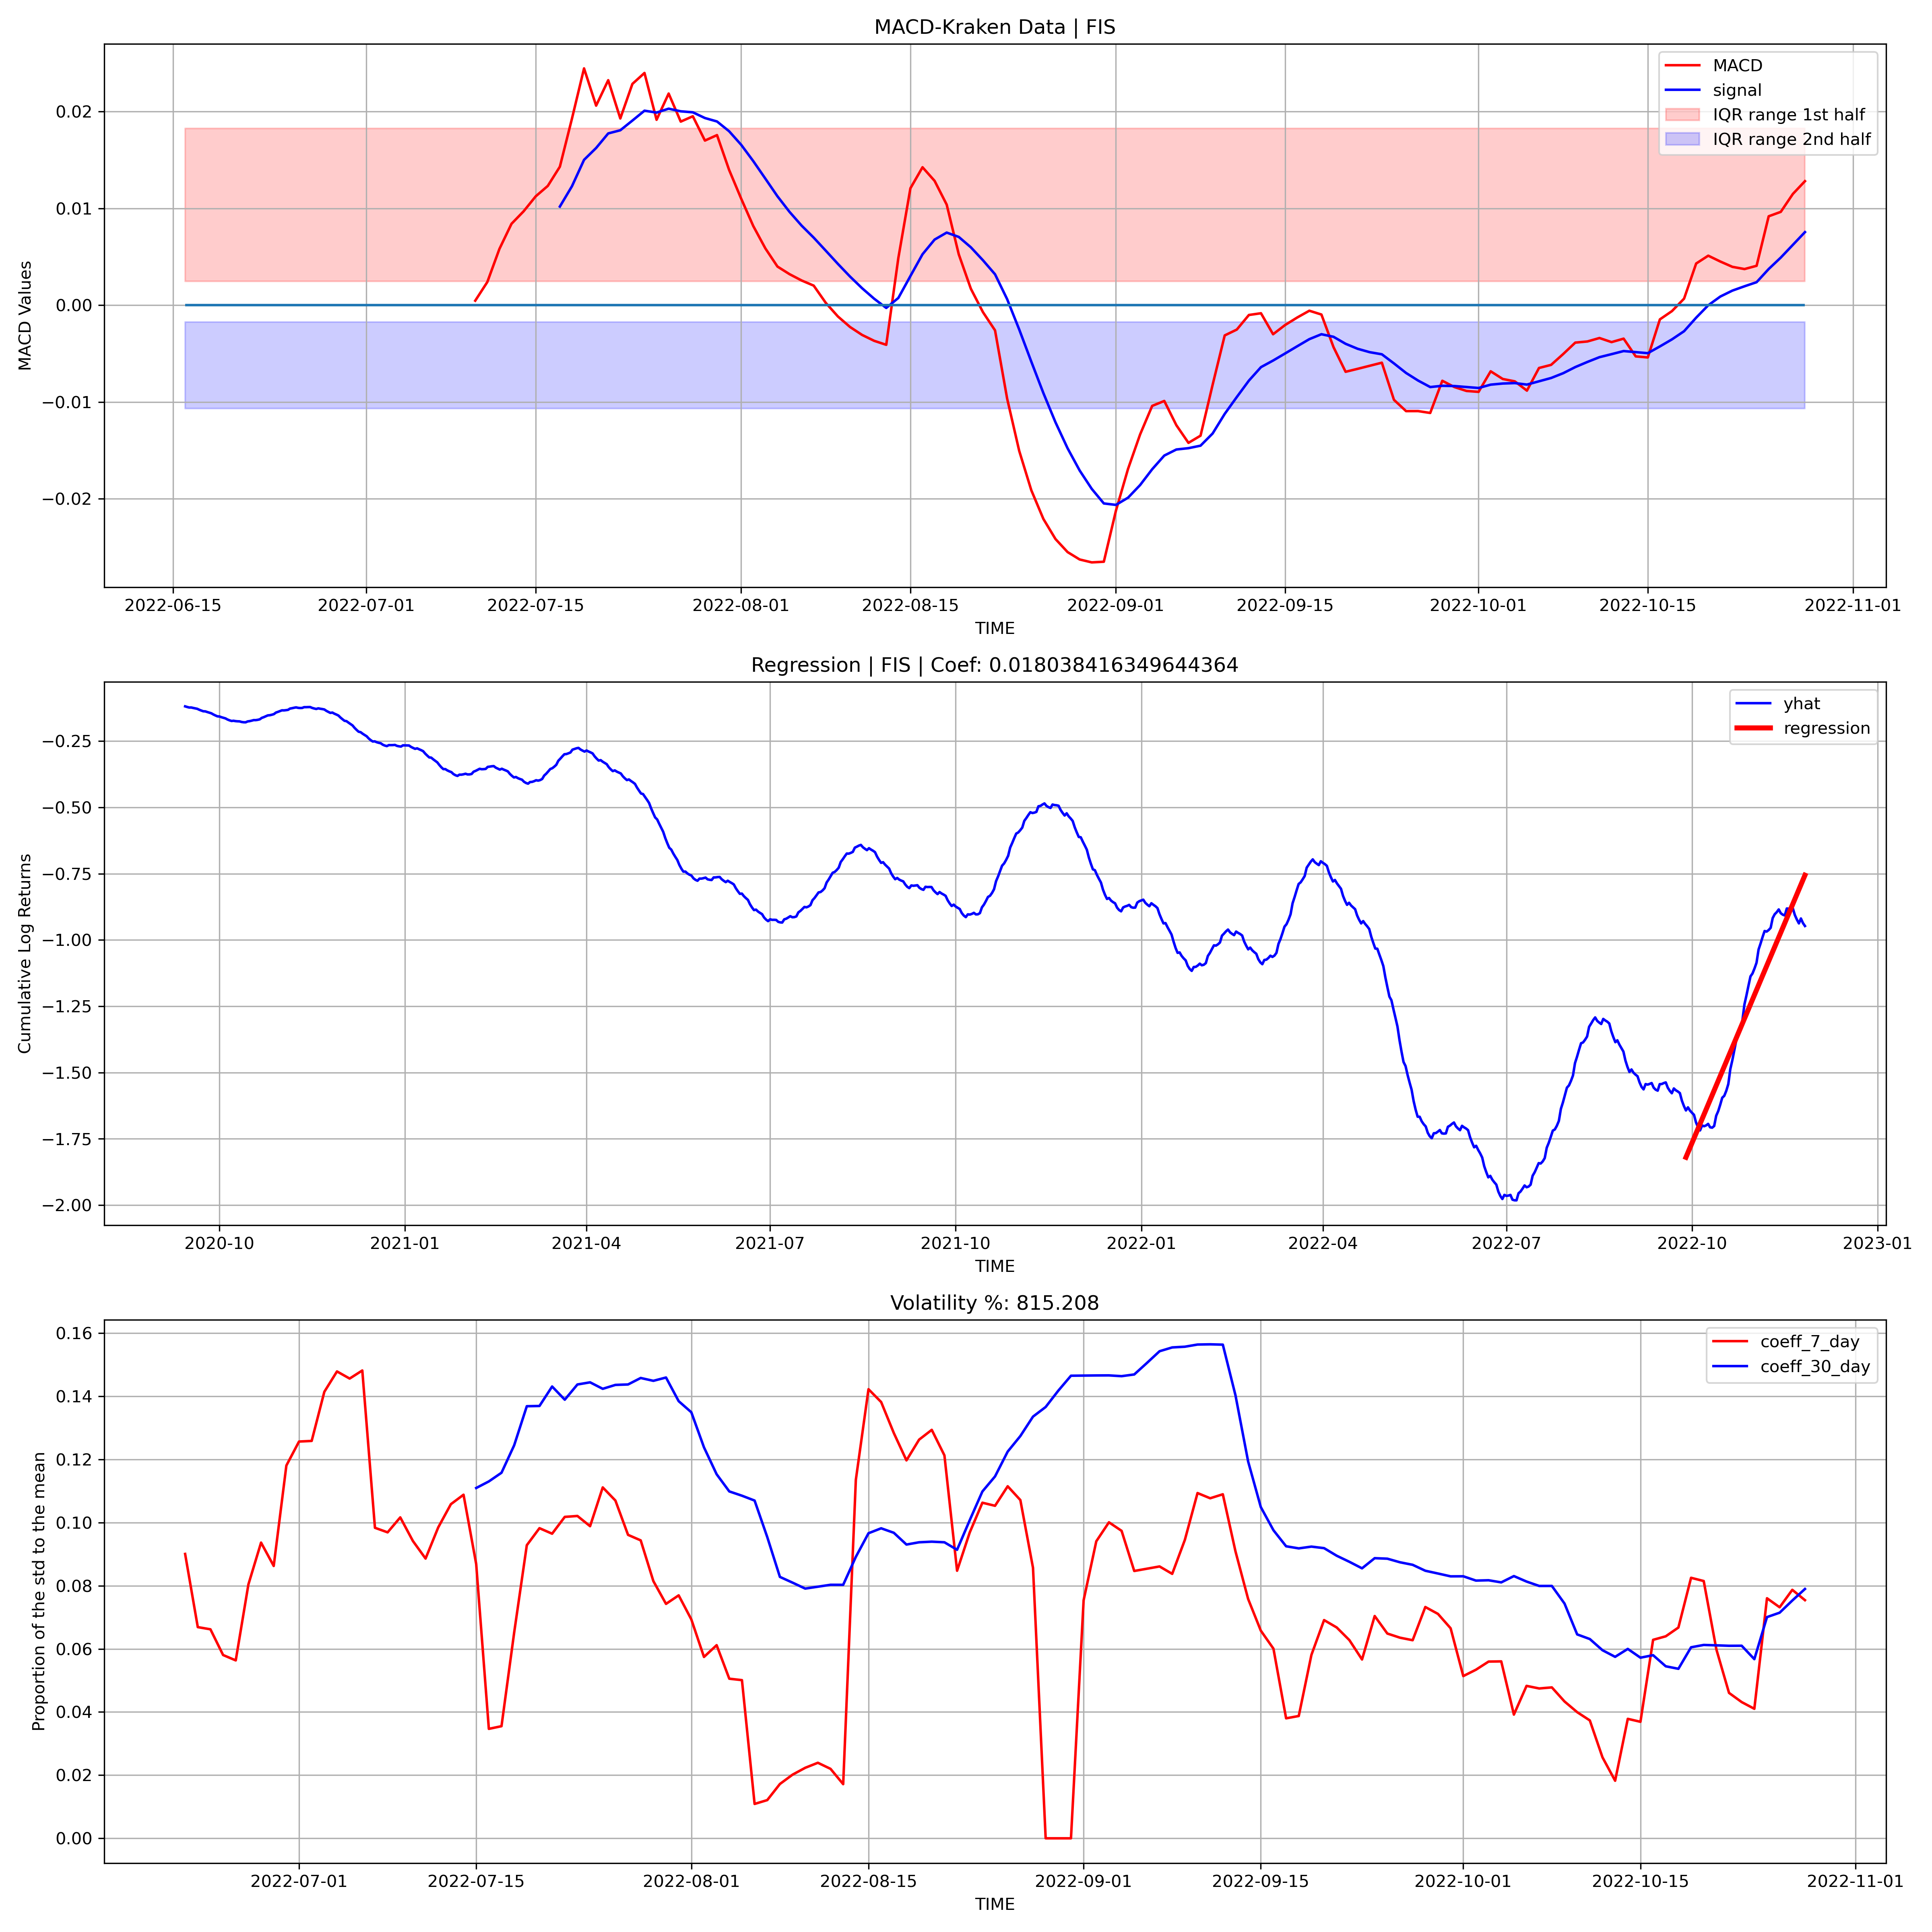 MACD-Kraken Data | FIS
MACD
signal
IQR range 1st half
IQR range 2nd half
0.02
0.01
0.00
−0.01
−0.02
MACD Values
2022-06-15 2022-07-01 2022-07-15 2022-08-01 2022-08-15 2022-09-01 2022-09-15 2022-10-01 2022-10-15 2022-11-01
TIME
Regression | FIS | Coef: 0.018038416349644364
yhat
regression
−0.25
−0.50
−0.75
−1.00
−1.25
−1.50
−1.75
−2.00
Cumulative Log Returns
2020-10 2021-01 2021-04 2021-07 2021-10 2022-01 2022-04 2022-07 2022-10 2023-01
TIME
Volatility %: 815.208
coeff_7_day
coeff_30_day
0.16
0.14
0.12
0.10
0.08
0.06
0.04
0.02
0.00
Proportion of the std to the mean
2022-07-01 2022-07-15 2022-08-01 2022-08-15 2022-09-01 2022-09-15 2022-10-01 2022-10-15 2022-11-01
TIME